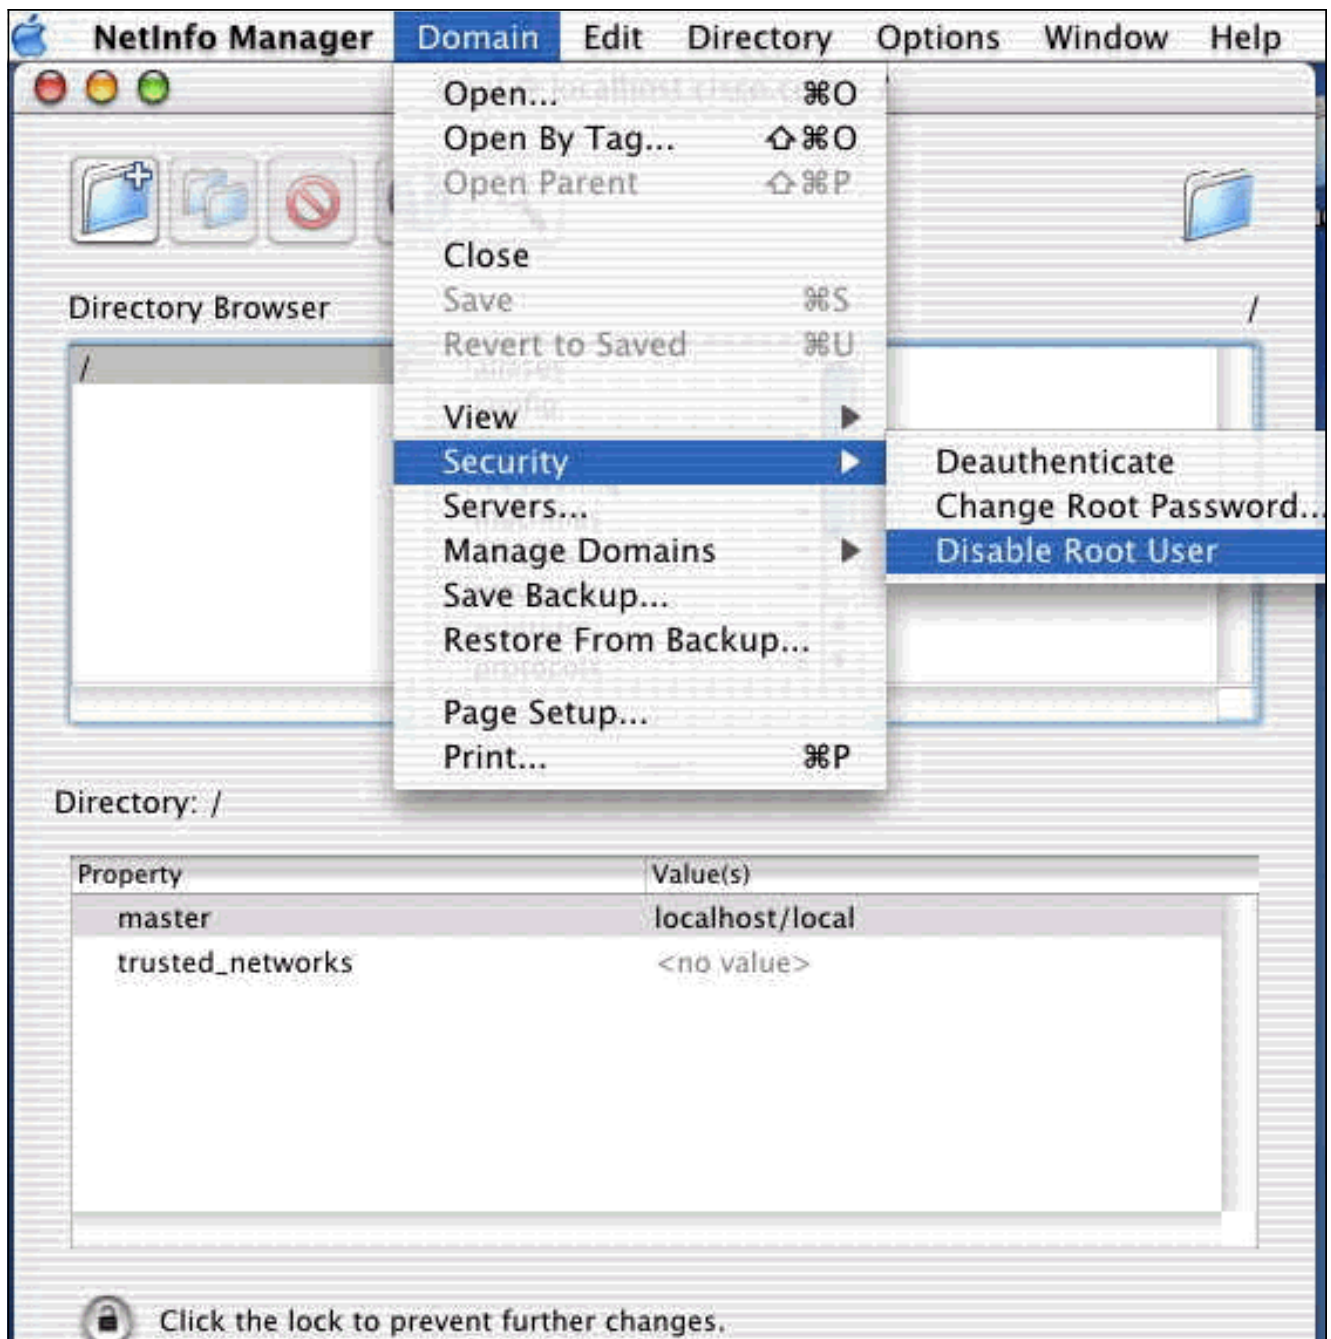 NetInfo Manager Domain Edit Directory Options Window Help
Open... ⌘O
Open By Tag... ⇧⌘O
Open Parent ⇧⌘P
Close
Save ⌘S
Revert to Saved ⌘U
View
Security
Servers...
Manage Domains
Save Backup...
Restore From Backup...
Page Setup...
Print... ⌘P
Deauthenticate
Change Root Password...
Disable Root User
Directory Browser /
/
Directory: /
Property Value(s)
master localhost/local
trusted_networks <no value>
Click the lock to prevent further changes.